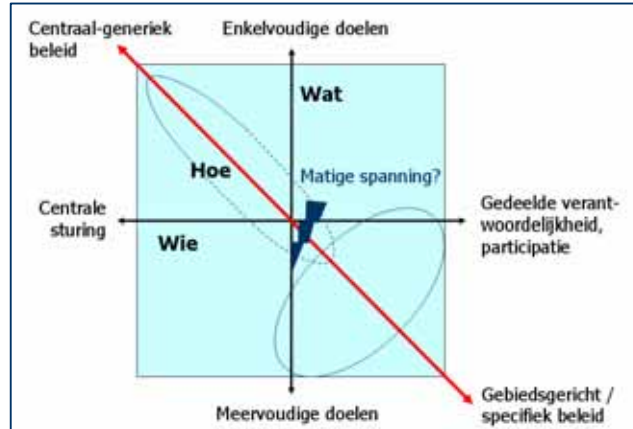 Centraal-generiek
beleid
Enkelvoudige doelen
Wat
Hoe
Matige spanning?
Centrale
sturing
Wie
Gedeelde verant-
woordelijkheid,
participatie
Meervoudige doelen
Gebiedsgericht /
specifiek beleid